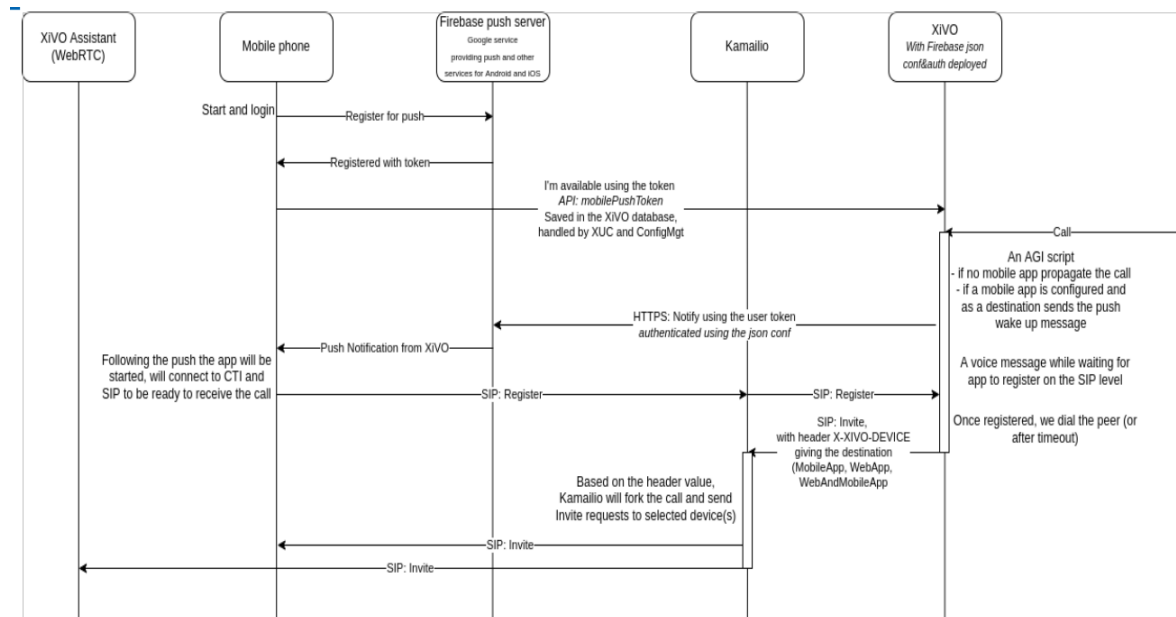 XiVO Assistant
(WebRTC)
Mobile phone
Firebase push server
Google service
providing push and other
services for Android and iOS
Kamailio
XiVO
With Firebase json
conf&auth deployed
Start and login
Register for push
Registered with token
I'm available using the token
API: mobilePushToken
Saved in the XiVO database,
handled by XUC and ConfigMgt
Call
An AGI script
- if no mobile app propagate the call
- if a mobile app is configured and
as a destination sends the push
wake up message
HTTPS: Notify using the user token
authenticated using the json conf
Push Notification from XiVO
Following the push the app will be
started, will connect to CTI and
SIP to be ready to receive the call
A voice message while waiting for
app to register on the SIP level
SIP: Register
SIP: Register
Once registered, we dial the peer (or
after timeout)
SIP: Invite,
with header X-XIVO-DEVICE
giving the destination
(MobileApp, WebApp,
WebAndMobileApp
Based on the header value,
Kamailio will fork the call and send
Invite requests to selected device(s)
SIP: Invite
SIP: Invite